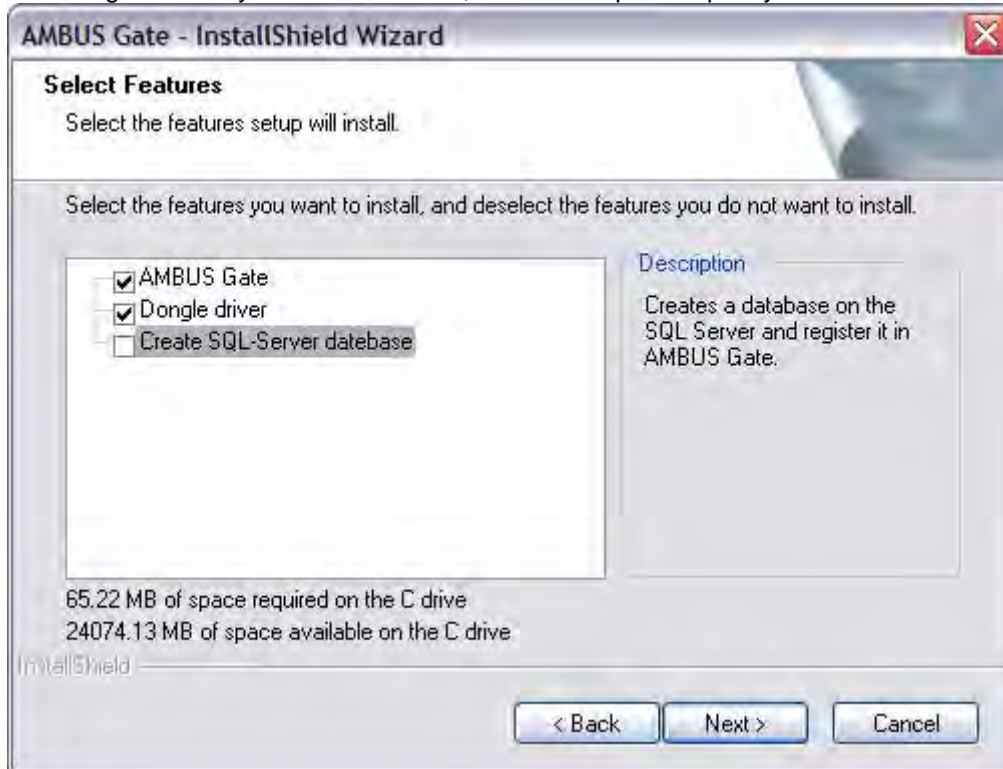 AMBUS Gate - InstallShield Wizard
Select Features
Select the features setup will install.
Select the features you want to install, and deselect the features you do not want to install.
AMBUS Gate
Dongle driver
Create SQL-Server datebase
Description
Creates a database on the
SQL Server and register it in
AMBUS Gate.
65.22 MB of space required on the C drive
24074.13 MB of space available on the C drive
InstallShield
< Back
Next >
Cancel